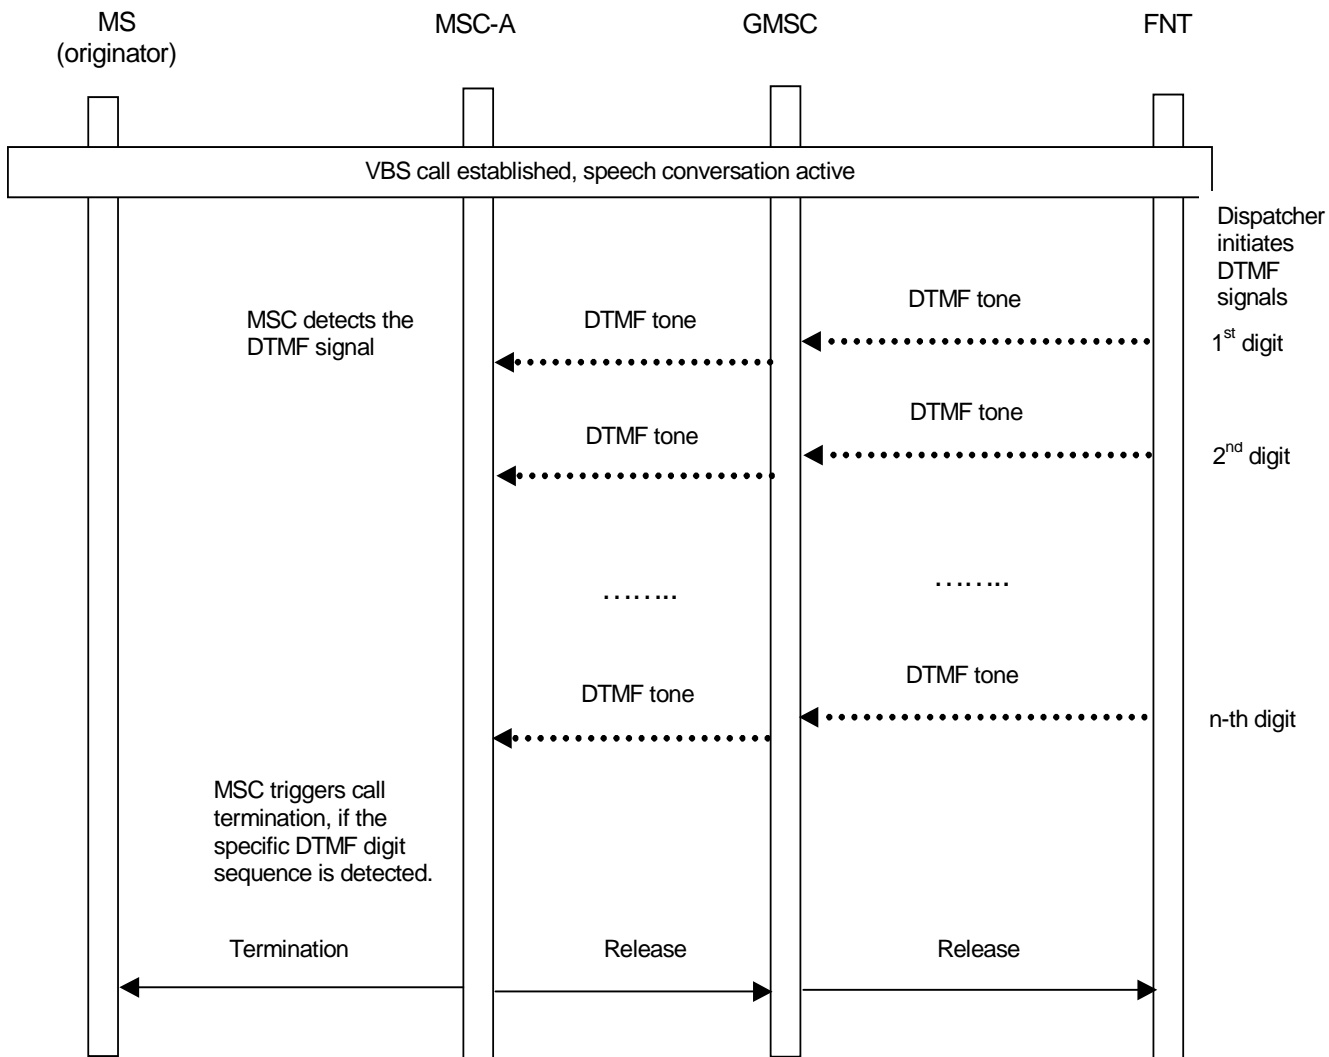 MS
(originator)
MSC-A
GMSC
FNT
VBS call established, speech conversation active
Dispatcher
initiates
DTMF
signals
MSC detects the
DTMF signal
DTMF tone
DTMF tone
1st digit
DTMF tone
DTMF tone
2nd digit
........
........
DTMF tone
DTMF tone
n-th digit
MSC triggers call
termination, if the
specific DTMF digit
sequence is detected.
Termination
Release
Release